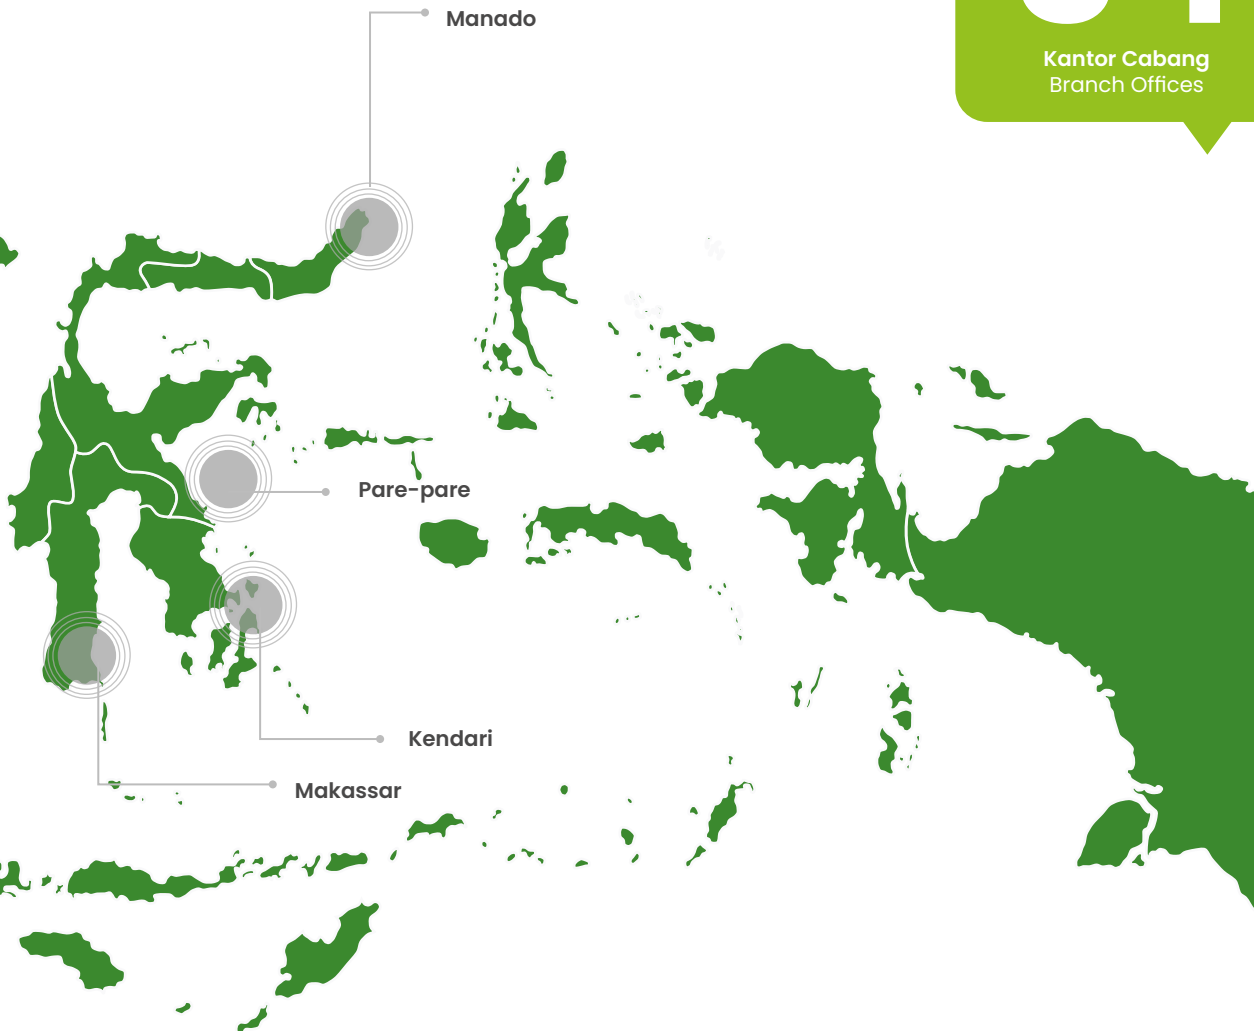 Manado
Kantor Cabang
Branch Offices
Pare-pare
Kendari
Makassar